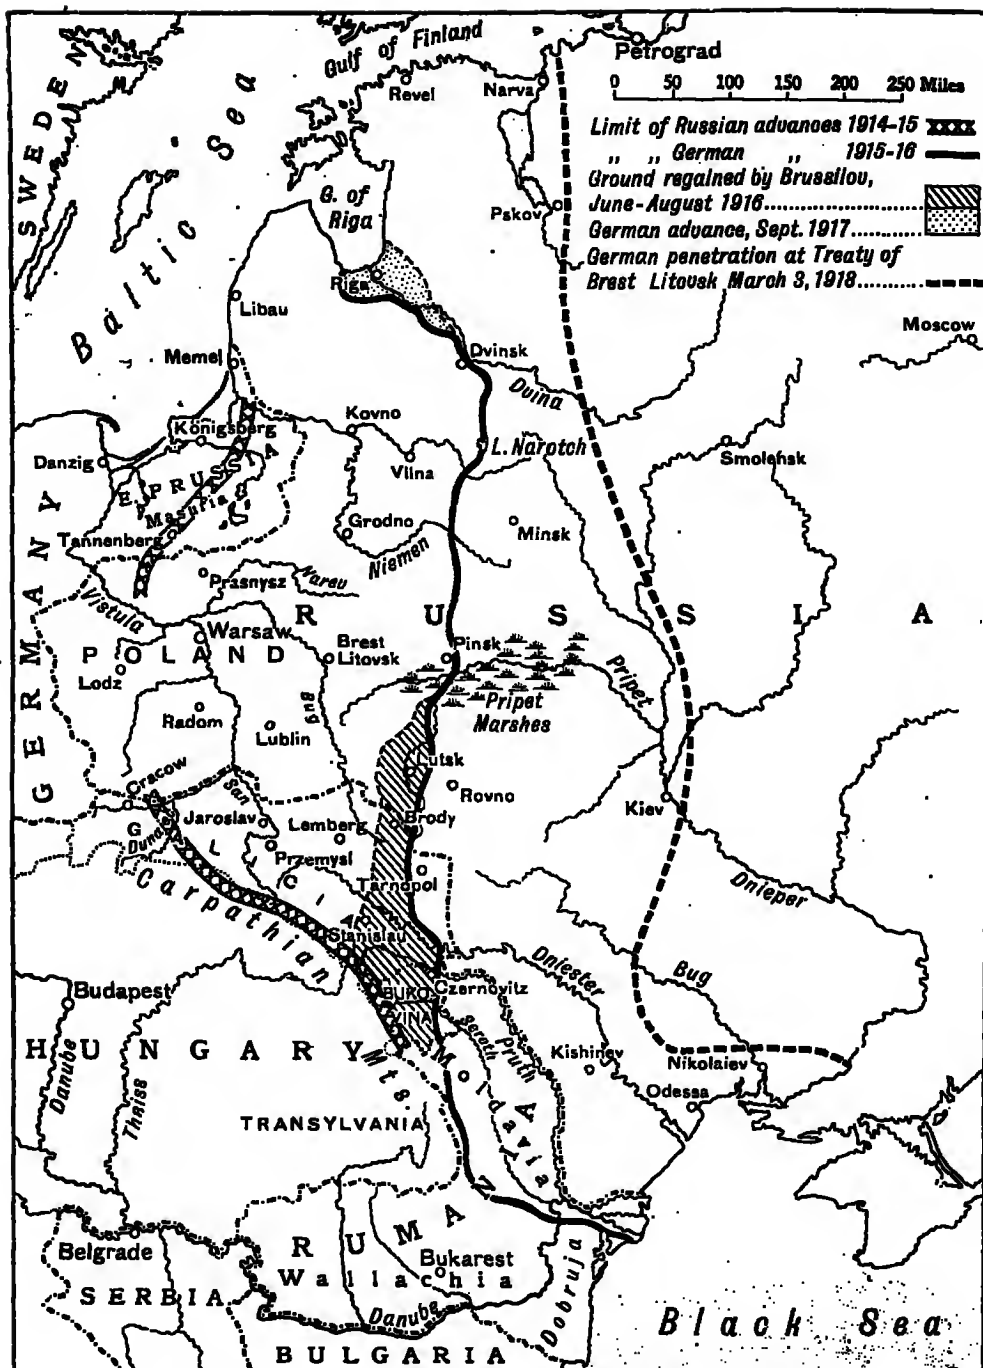 Gulf of Finland
Petrograd
SWEDEN
Revel
Narva
0 50 100 150 200 250 Miles
Limit of Russian advances 1914-15
" " German " 1915-16
Ground regained by Brussilov,
June-August 1916
German advance, Sept. 1917
German penetration at Treaty of
Brest Litovsk March 3, 1918
Baltic Sea
G. of
Riga
Pskov
Riga
Libau
Moscow
Memel
Dvinsk
Dvina
Kovno
Königsberg
L. Narotch
Danzig
Vilna
Smolensk
E. PRUSSIA
Masuria
Grodno
Minsk
Tannenberg
Niemen
GERMANY
Prasnysz
Narev
Vistula
RUSSIA
Warsaw
POLAND
Brest
Litovsk
Pinsk
Lodz
Pripet
Pripet
Marshes
Radom
Lublin
Bug
Lutsk
Cracow
Rovno
San
Kiev
Jaroslav
Lemberg
Brody
Dunajec
GALICIA
Przemysl
Tarnopol
Dnieper
Carpathian Mts.
Stanislau
Dniester
Bug
Czernovitz
Budapest
BUKO
VINA
Sereth
Pruth
HUNGARY
Kishinev
Nikolaiev
Danube
Theiss
Moldavia
Odessa
TRANSYLVANIA
RUMANIA
Belgrade
Bukarest
Wallachia
SERBIA
Danube
Dobruja
Black Sea
BULGARIA